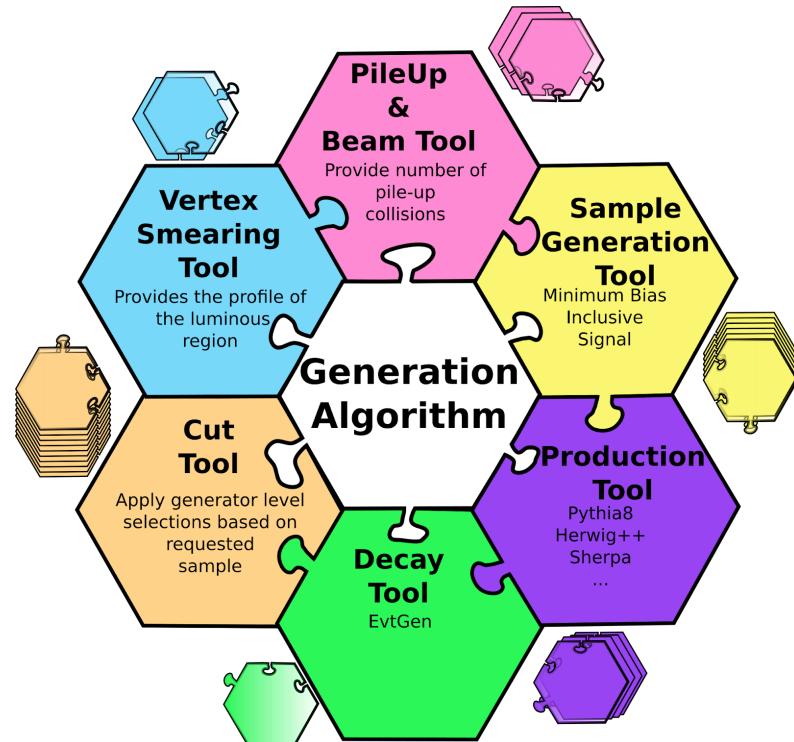 PileUp
&
Beam Tool
Provide number of
pile-up
collisions
Vertex
Smearing
Tool
Provides the profile of
the luminous
region
Sample
Generation
Tool
Minimum Bias
Inclusive
Signal
Generation
Algorithm
Cut
Tool
Apply generator level
selections based on
requested
sample
Production
Tool
Pythia8
Herwig++
Sherpa
...
Decay
Tool
EvtGen